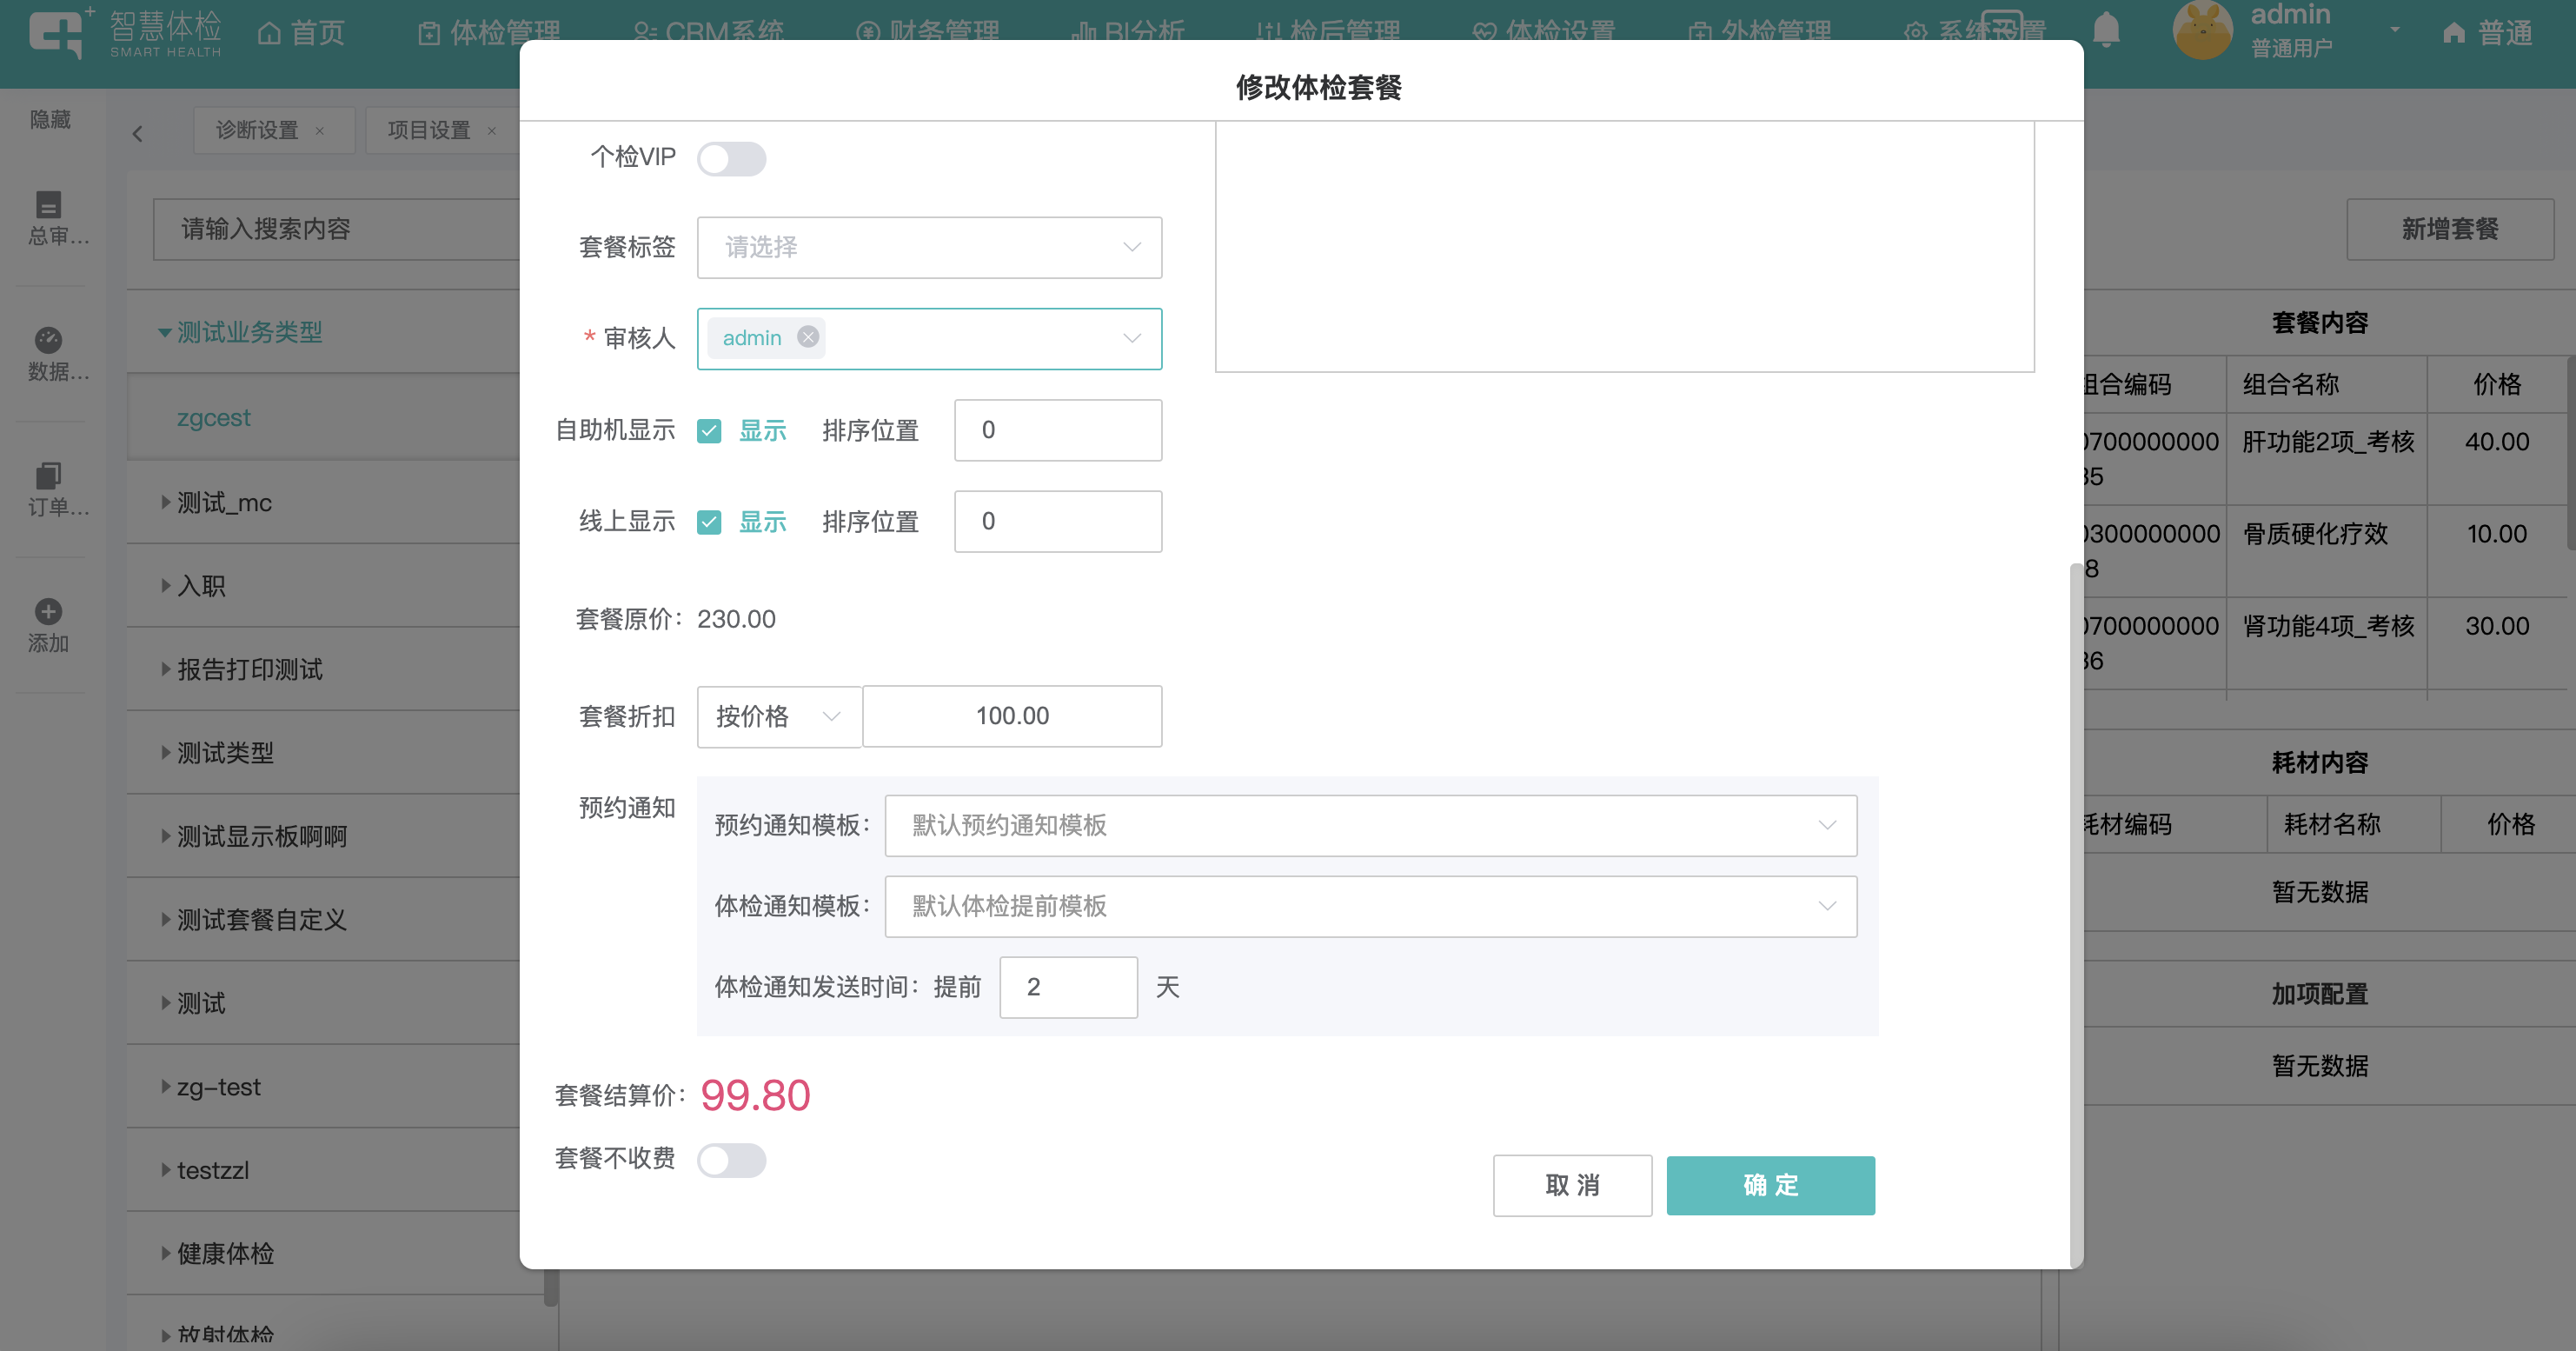 智慧体检
SMART HEALTH
首页
体检管理
CRM系统
财务管理
BI分析
检后管理
体检设置
外检管理
系统设置
admin
普通用户
普通
隐藏
总审...
数据...
订单...
添加
诊断设置 ×
项目设置 ×
请输入搜索内容
新增套餐
测试业务类型
zgcest
测试_mc
入职
报告打印测试
测试类型
测试显示板啊啊
测试套餐自定义
测试
zg-test
testzzl
健康体检
放射体检
修改体检套餐
个检VIP
套餐标签 请选择
* 审核人 admin
自助机显示 显示 排序位置 0
线上显示 显示 排序位置 0
套餐原价: 230.00
套餐折扣 按价格 100.00
预约通知
预约通知模板: 默认预约通知模板
体检通知模板: 默认体检提前模板
体检通知发送时间: 提前 2 天
套餐结算价: 99.80
套餐不收费
取 消
确 定
套餐内容
组合编码 组合名称 价格
0700000000 肝功能2项_考核 40.00
35
0300000000 骨质硬化疗效 10.00
8
0700000000 肾功能4项_考核 30.00
36
耗材内容
耗材编码 耗材名称 价格
暂无数据
加项配置
暂无数据